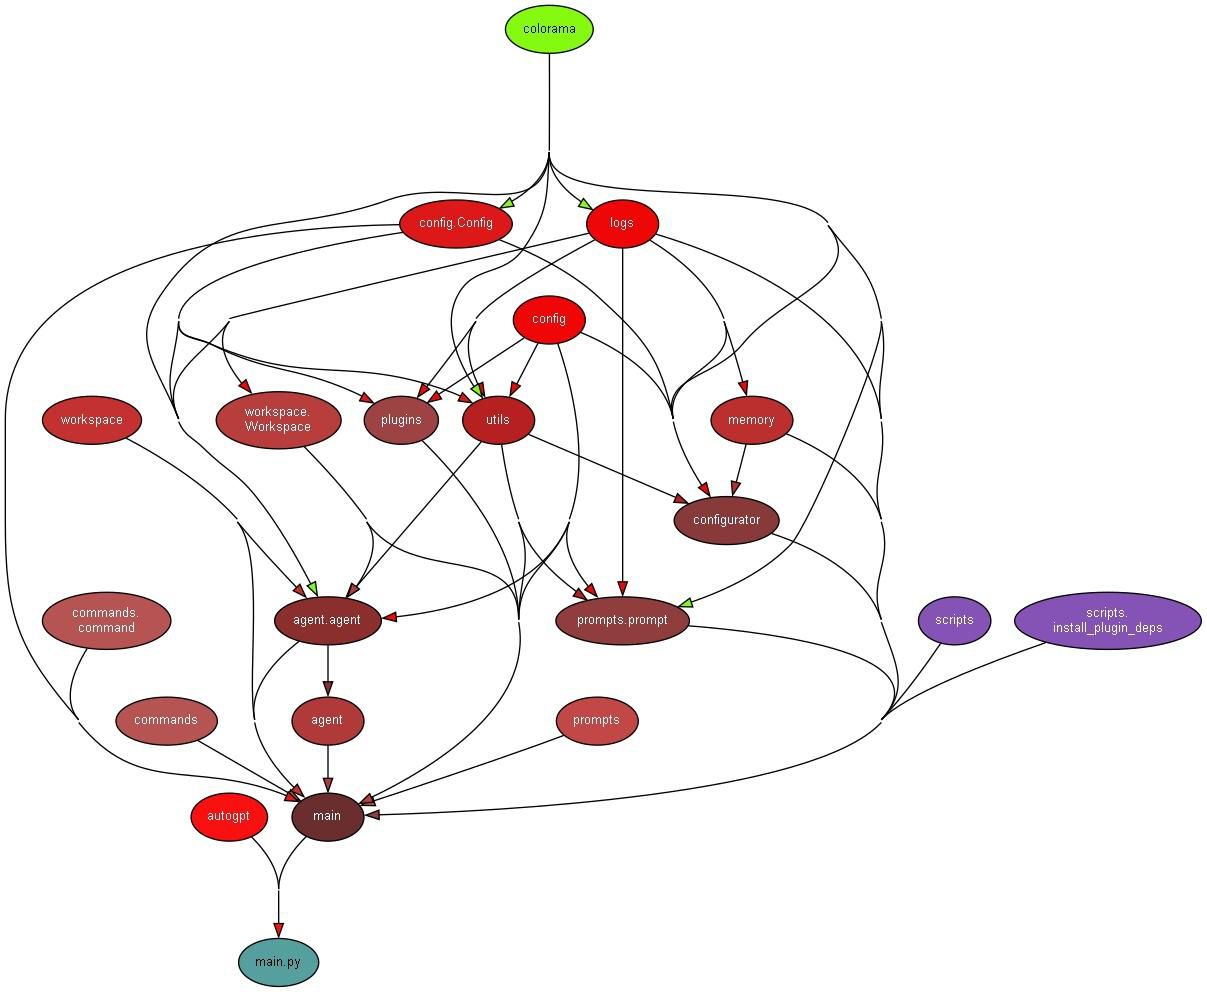 colorama
config.Config
logs
config
workspace
workspace.
Workspace
plugins
utils
memory
configurator
commands.
command
agent.agent
prompts.prompt
scripts
scripts.
install_plugin_deps
commands
agent
prompts
autogpt
main
main.py